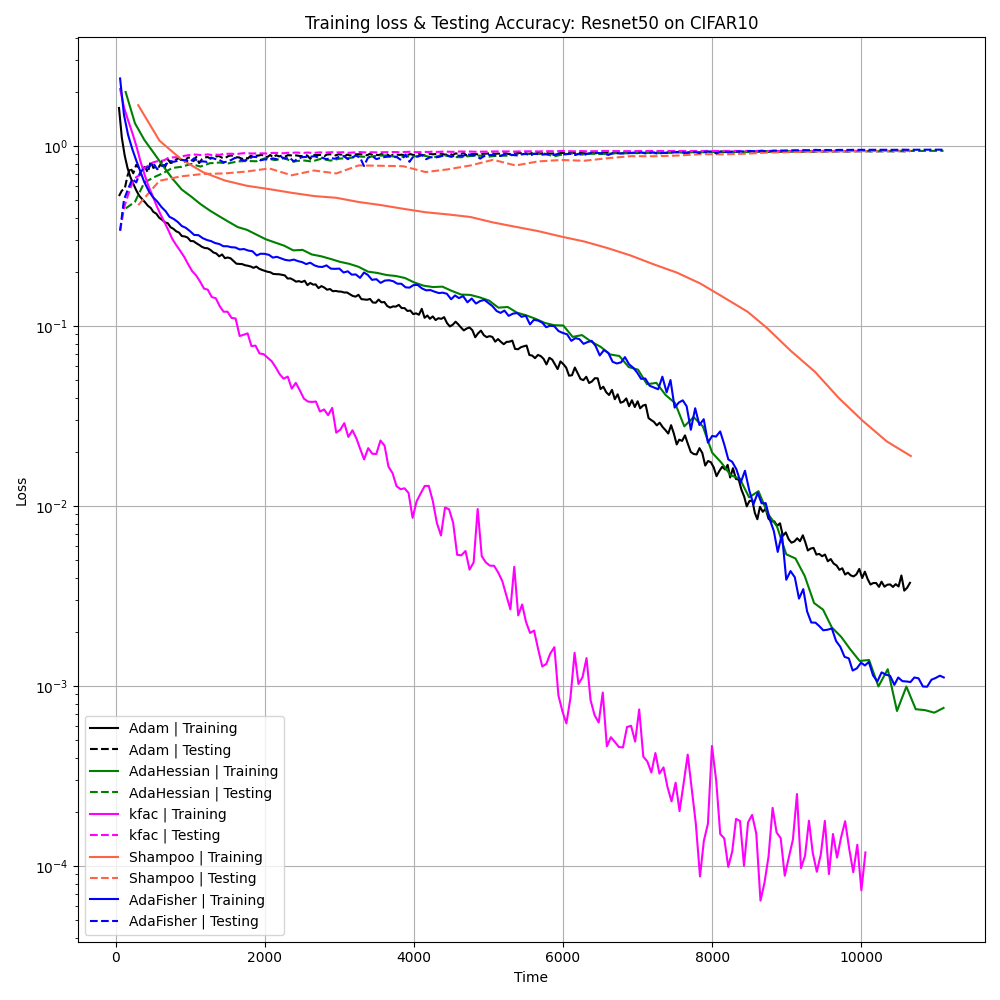 Training loss & Testing Accuracy: Resnet50 on CIFAR10
10⁰
10⁻¹
10⁻²
10⁻³
10⁻⁴
Loss
Adam | Training
Adam | Testing
AdaHessian | Training
AdaHessian | Testing
kfac | Training
kfac | Testing
Shampoo | Training
Shampoo | Testing
AdaFisher | Training
AdaFisher | Testing
0 2000 4000 6000 8000 10000
Time